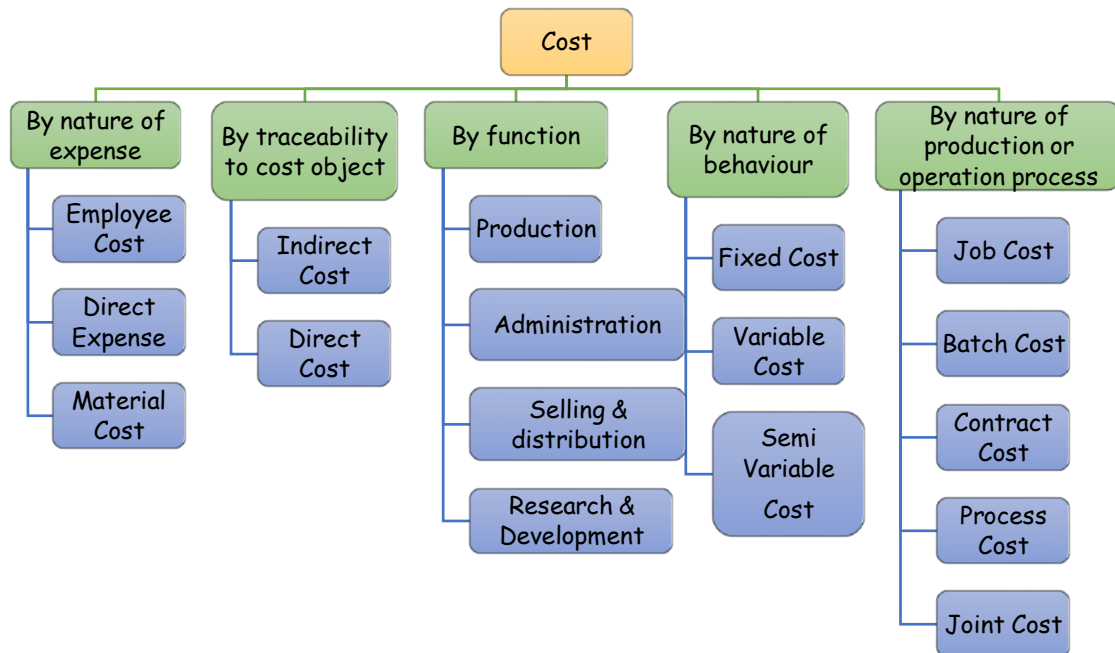 Cost
By nature of
expense
Employee
Cost
Direct
Expense
Material
Cost
By traceability
to cost object
Indirect
Cost
Direct
Cost
By function
Production
Administration
Selling &
distribution
Research &
Development
By nature of
behaviour
Fixed Cost
Variable
Cost
Semi
Variable
Cost
By nature of
production or
operation process
Job Cost
Batch Cost
Contract
Cost
Process
Cost
Joint Cost